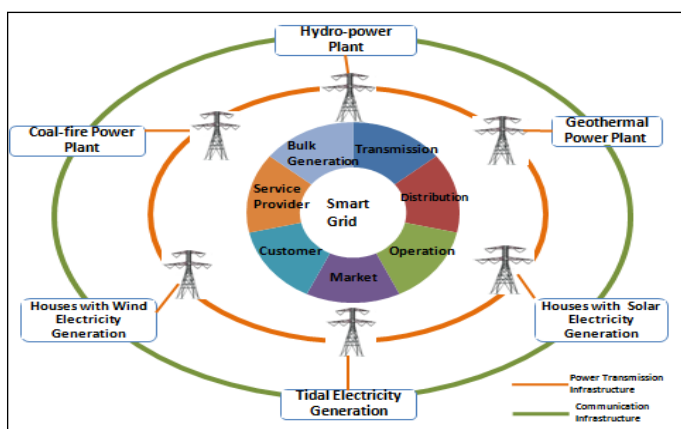 Hydro-power
Plant
Coal-fire Power
Plant
Geothermal
Power Plant
Bulk
Generation
Transmission
Service
Provider
Smart
Grid
Distribution
Customer
Operation
Market
Houses with Wind
Electricity
Generation
Houses with Solar
Electricity
Generation
Tidal Electricity
Generation
Power Transmission
Infrastructure
Communication
Infrastructure